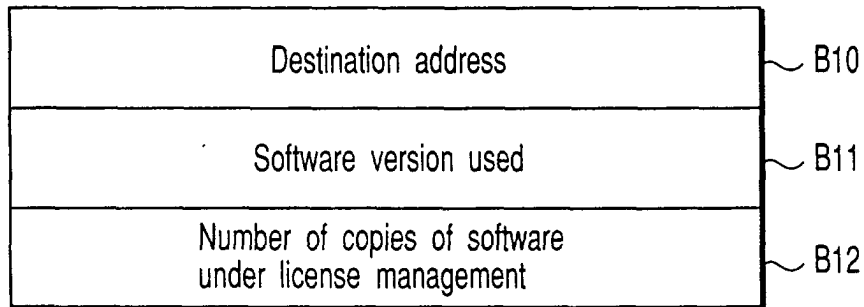 Destination address B10
Software version used B11
Number of copies of software
under license management B12